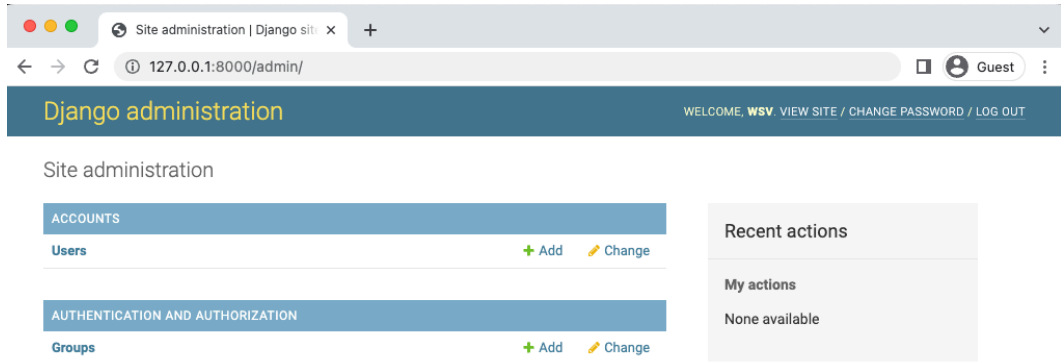 Site administration | Django sit
127.0.0.1:8000/admin/
Guest
Django administration
WELCOME, WSV. VIEW SITE / CHANGE PASSWORD / LOG OUT
Site administration
ACCOUNTS
Users + Add Change
AUTHENTICATION AND AUTHORIZATION
Groups + Add Change
Recent actions
My actions
None available